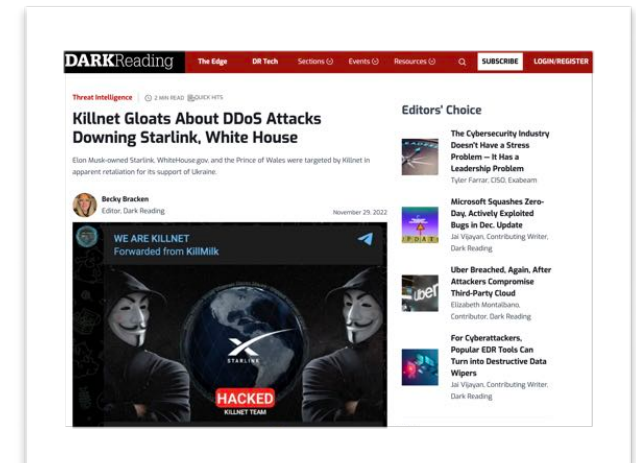 DARKReading The Edge DR Tech Sections Events Resources SUBSCRIBE LOGIN/REGISTER
Threat Intelligence 2 MIN READ QUICK HITS
Killnet Gloats About DDoS Attacks
Downing Starlink, White House
Elon Musk-owned Starlink, WhiteHouse.gov, and the Prince of Wales were targeted by Killnet in
apparent retaliation for its support of Ukraine.
Becky Bracken
Editor, Dark Reading
November 29, 2022
WE ARE KILLNET
Forwarded from KillMilk
STARLINK
HACKED
KILLNET TEAM
Editors' Choice
The Cybersecurity Industry
Doesn't Have a Stress
Problem — It Has a
Leadership Problem
Tyler Farrar, CISO, Exabeam
UPDATE
Microsoft Squashes Zero-
Day, Actively Exploited
Bugs in Dec. Update
Jai Vijayan, Contributing Writer,
Dark Reading
Uber
Uber Breached, Again, After
Attackers Compromise
Third-Party Cloud
Elizabeth Montalbano,
Contributor, Dark Reading
For Cyberattackers,
Popular EDR Tools Can
Turn into Destructive Data
Wipers
Jai Vijayan, Contributing Writer,
Dark Reading